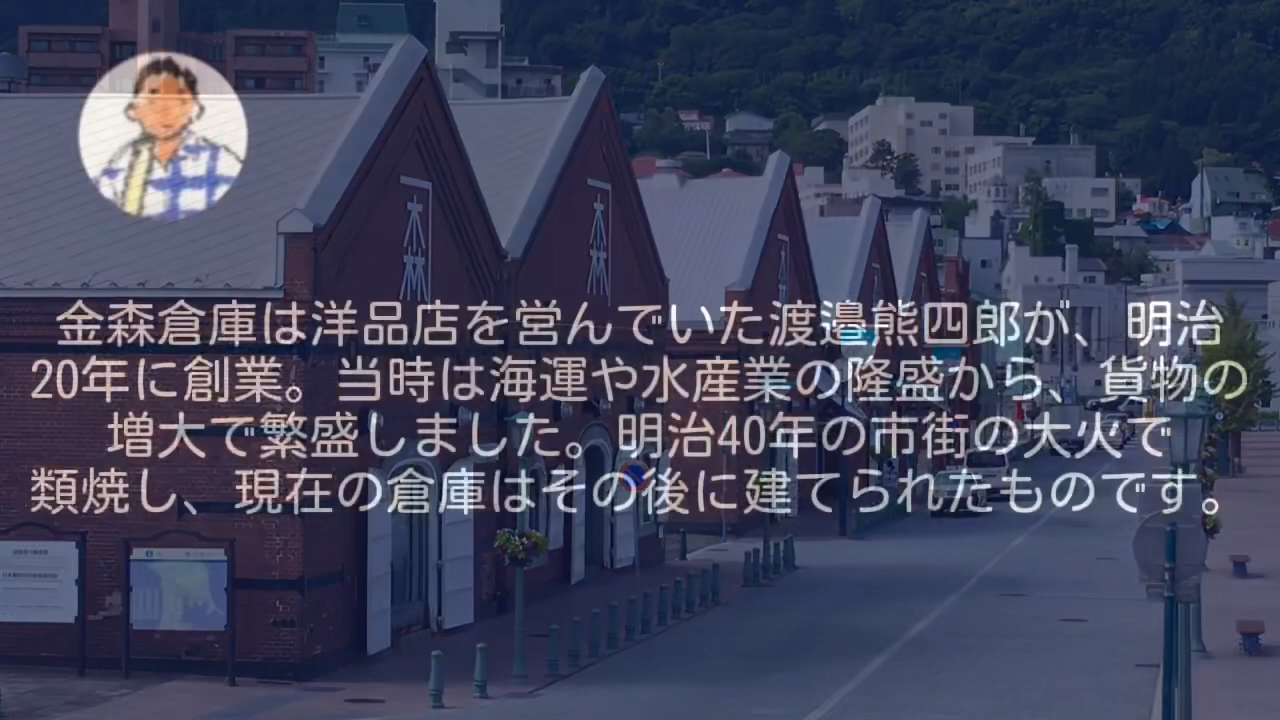 金森倉庫は洋品店を営んでいた渡邉熊四郎が、明治
20年に創業。当時は海運や水産業の隆盛から、貨物の
増大で繁盛しました。明治40年の市街の大火で
類焼し、現在の倉庫はその後に建てられたものです。
森
森